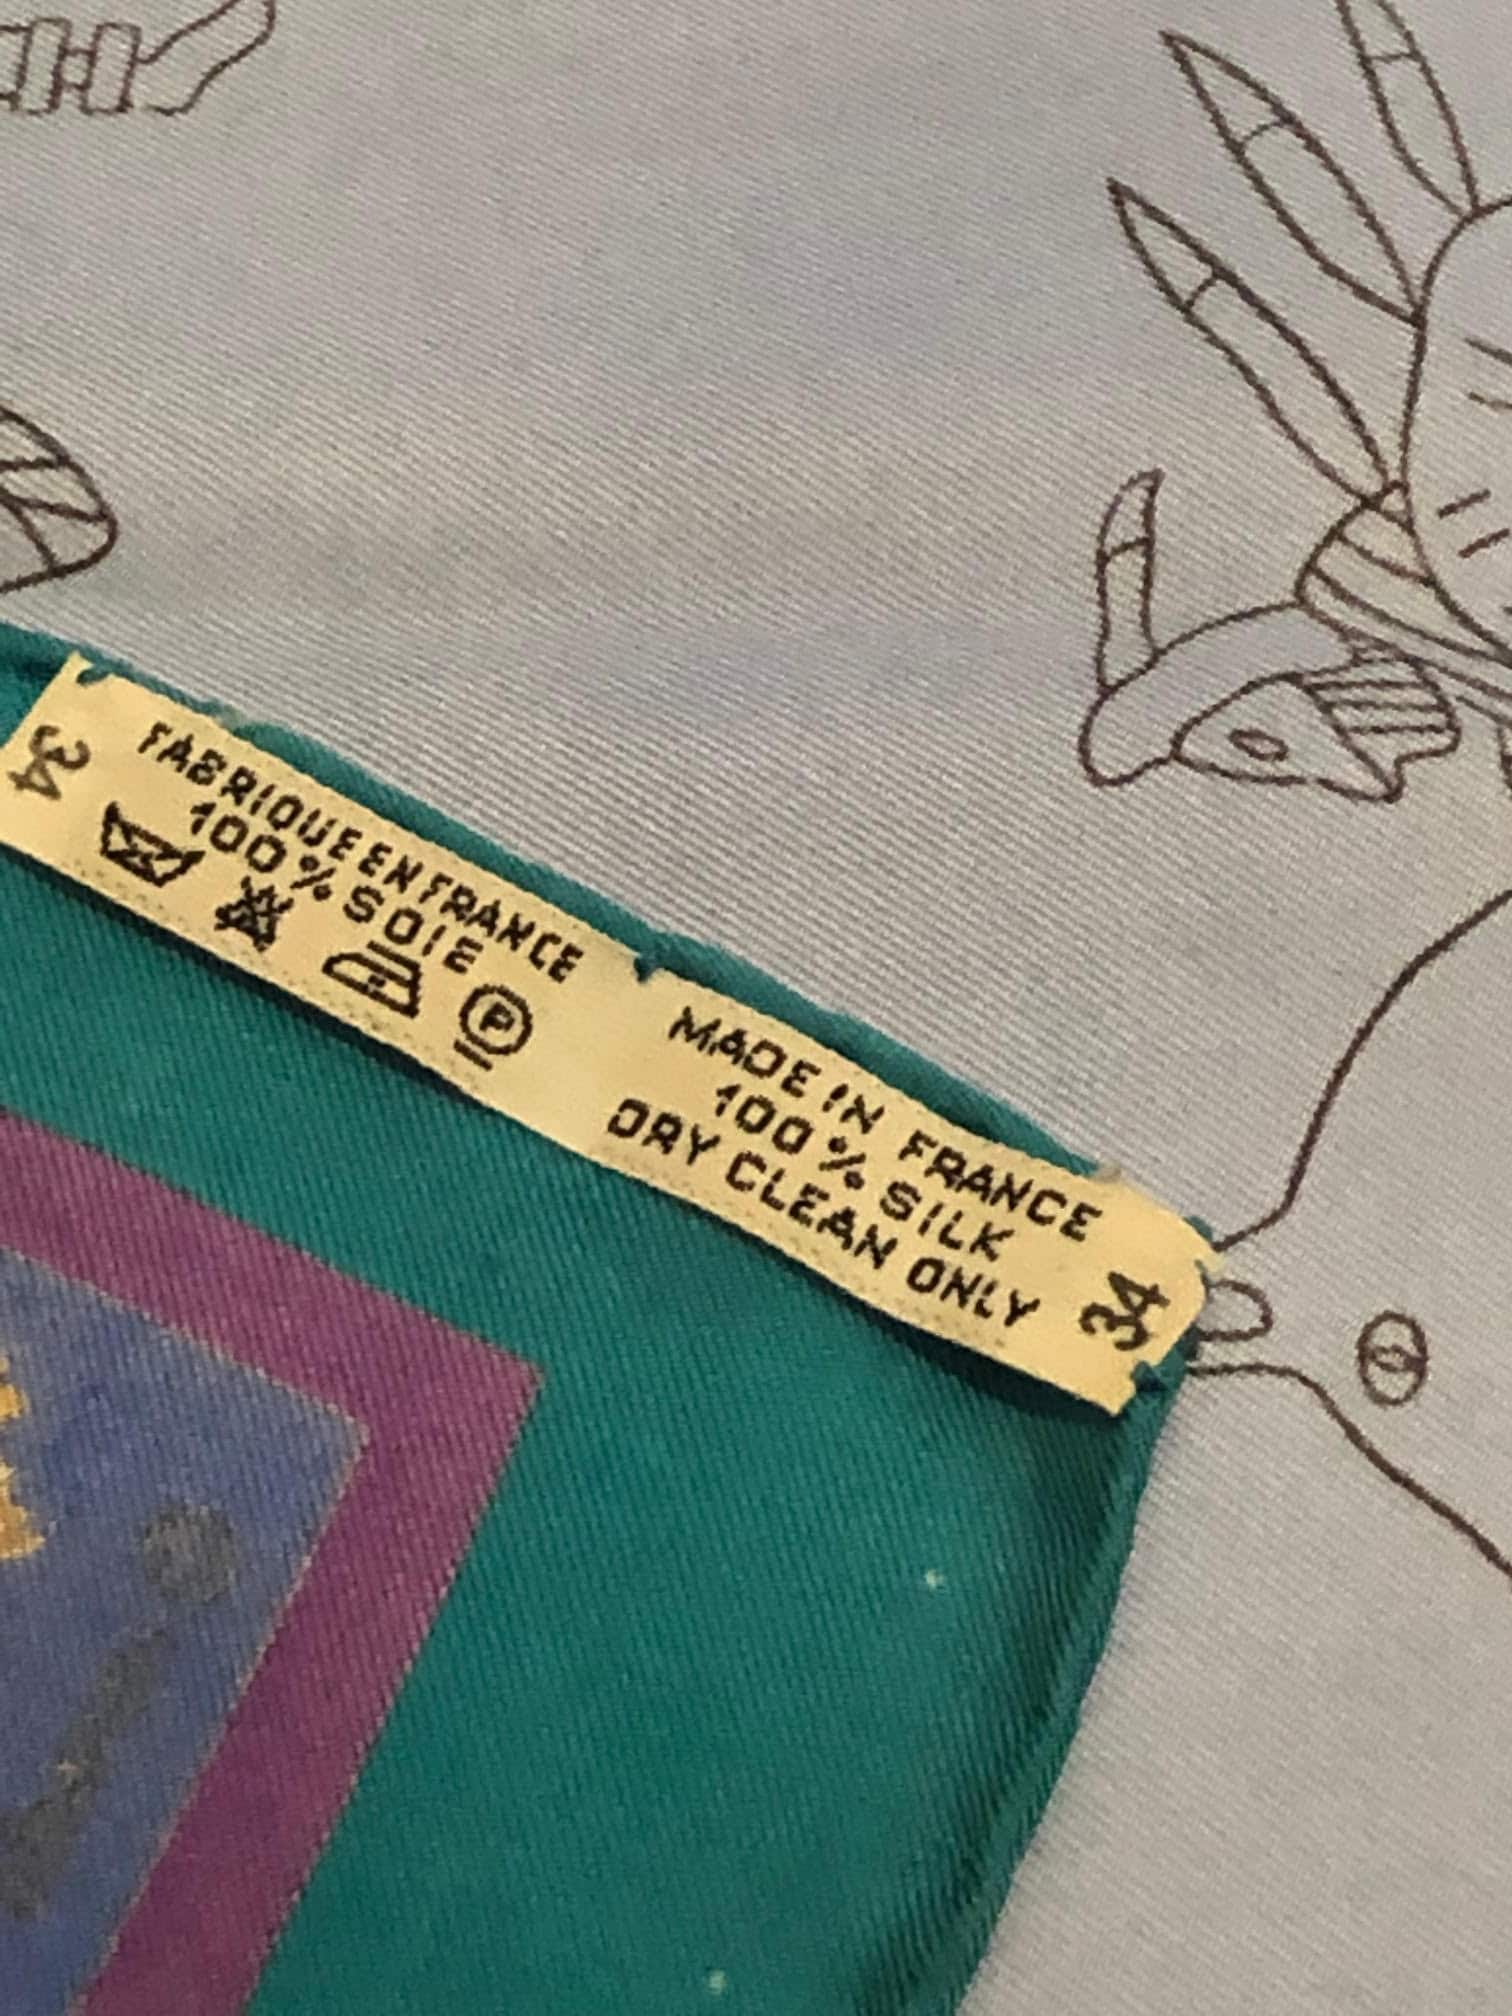 34
FABRIQUE EN FRANCE
100% SOIE
P
MADE IN FRANCE
100% SILK
DRY CLEAN ONLY
34